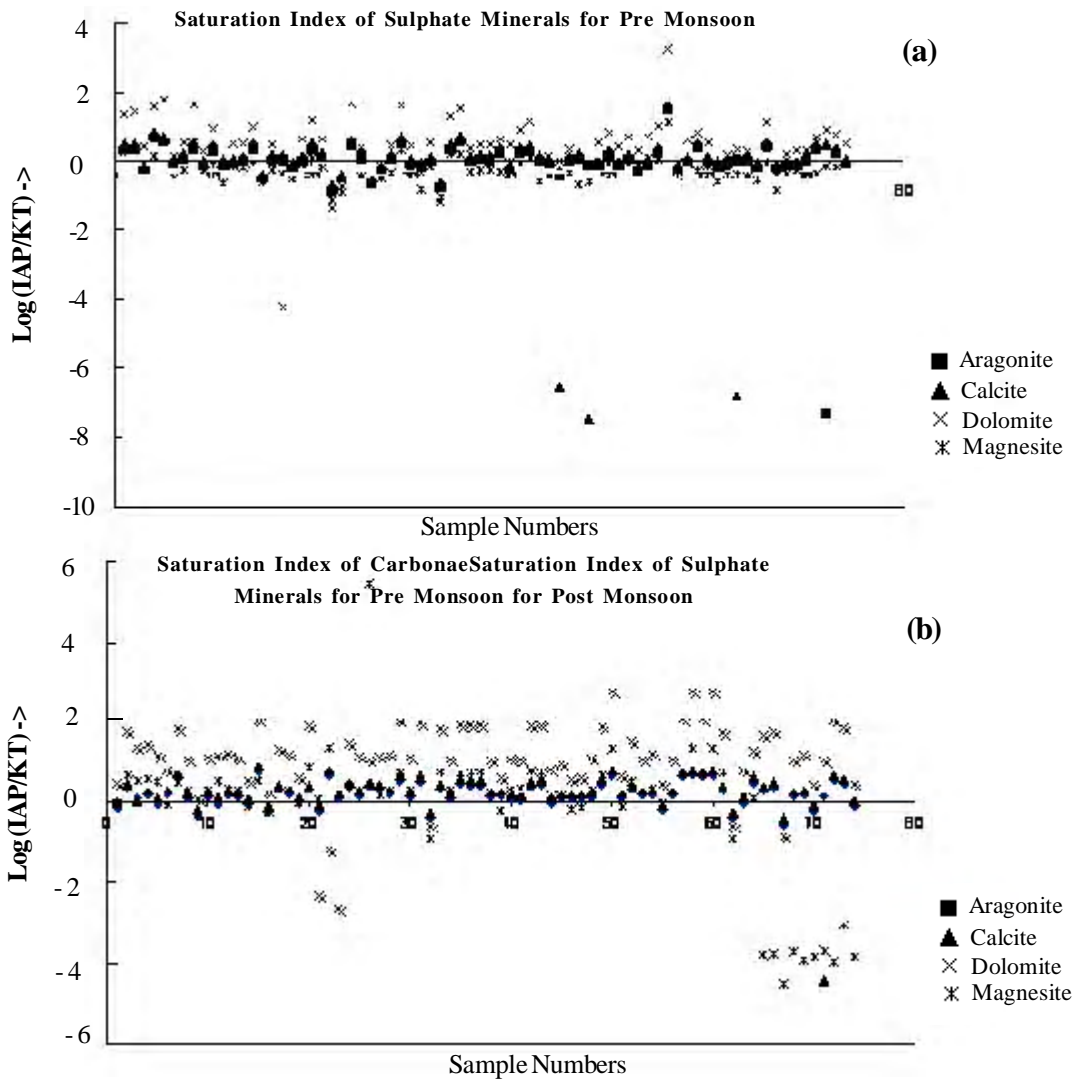 Saturation Index of Sulphate Minerals for Pre Monsoon
(a)
4
2
0
-2
-4
-6
-8
-10
80
Log (IAP/KT) ->
Sample Numbers
Aragonite
Calcite
Dolomite
Magnesite
Saturation Index of CarbonaeSaturation Index of Sulphate
Minerals for Pre Monsoon for Post Monsoon
(b)
6
4
2
0
-2
-4
-6
0 10 20 30 40 50 60 70 80
Log (IAP/KT) ->
Sample Numbers
Aragonite
Calcite
Dolomite
Magnesite